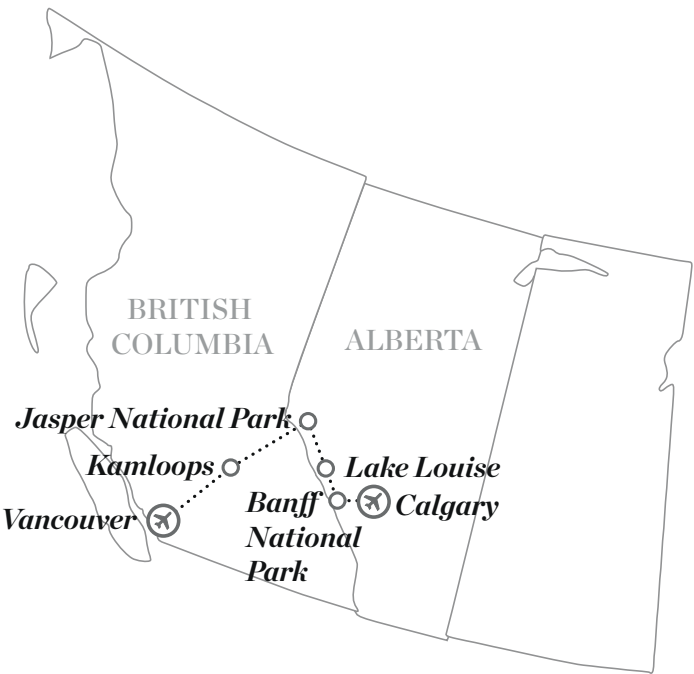 BRITISH
COLUMBIA
ALBERTA
Jasper National Park
Kamloops
Lake Louise
Vancouver
Banff
National
Park
Calgary